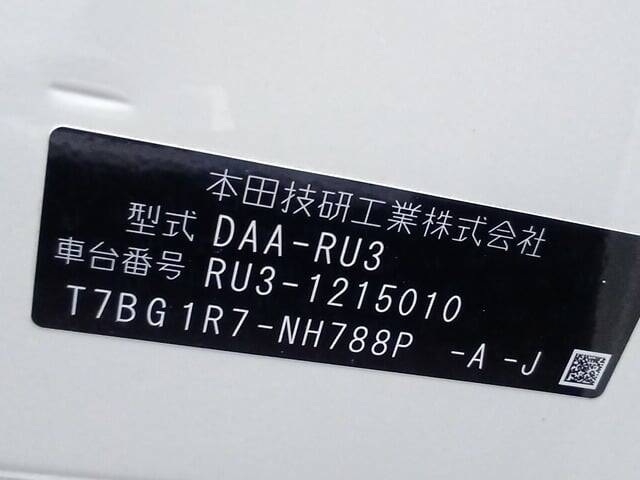 本田技研工業株式会社
型式 DAA-RU3
車台番号 RU3-1215010
T7BG1R7-NH788P -A -J